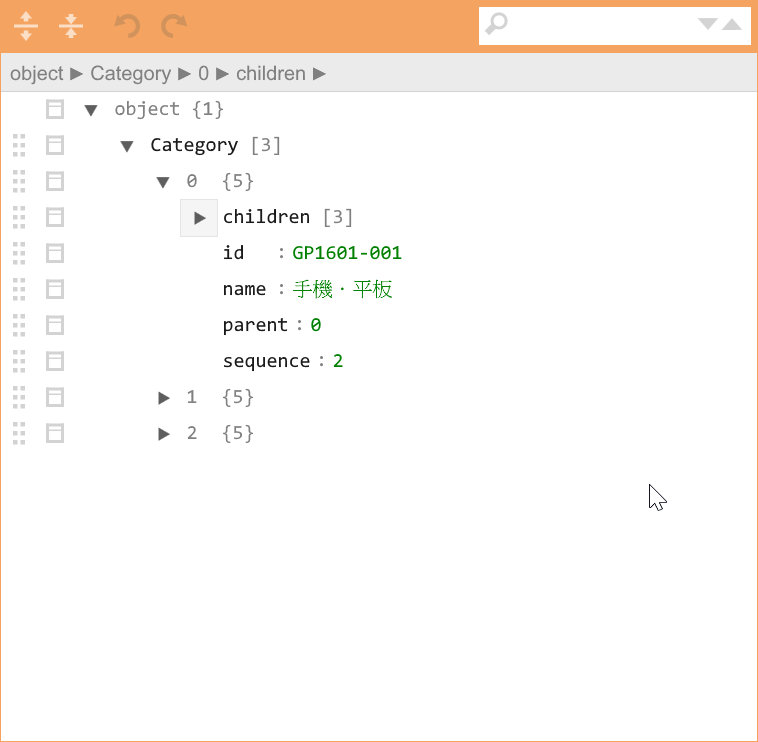 object ▶ Category ▶ 0 ▶ children ▶
object {1}
Category [3]
0 {5}
children [3]
id : GP1601-001
name : 手機‧平板
parent : 0
sequence : 2
1 {5}
2 {5}